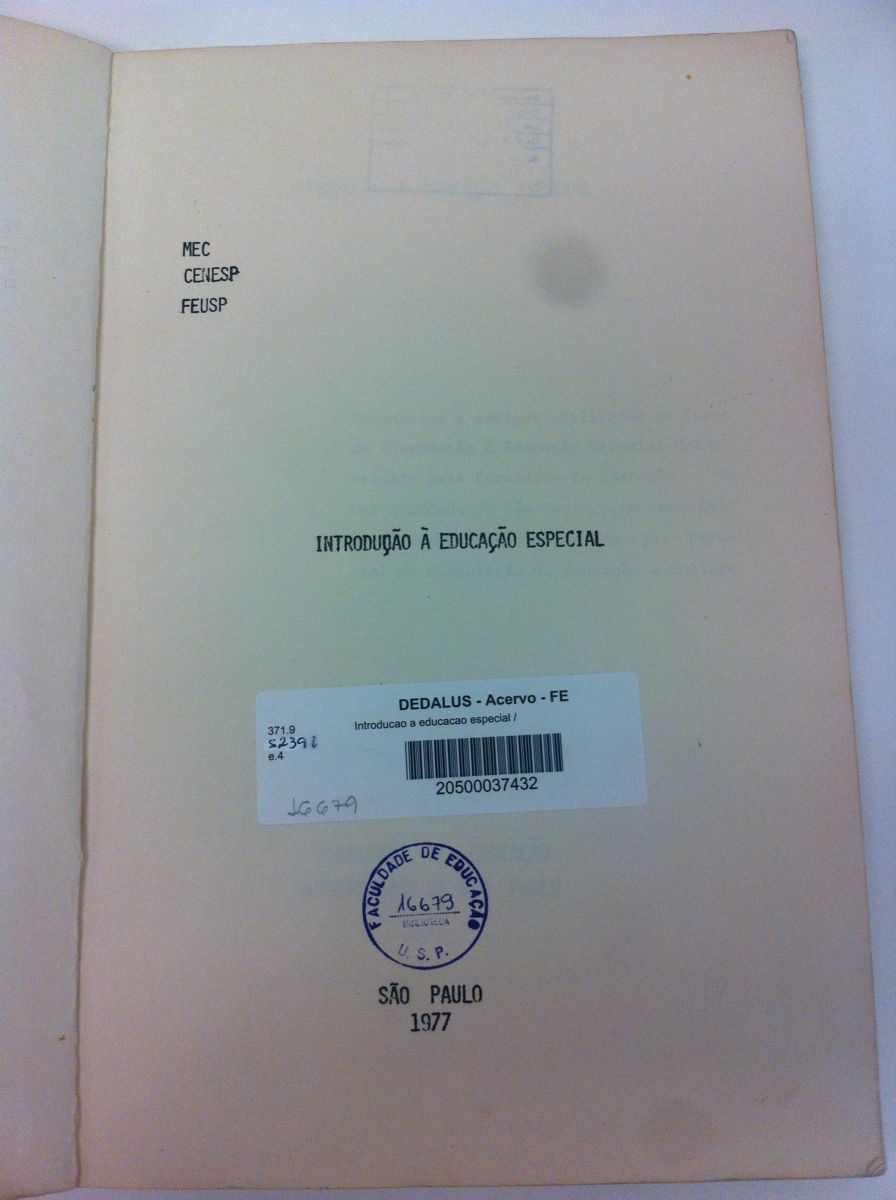 MEC
CENESP
FEUSP
INTRODUÇÃO À EDUCAÇÃO ESPECIAL
DEDALUS - Acervo - FE
Introducao a educacao especial /
371.9
S239i
e.4
20500037432
16679
FACULDADE DE EDUCAÇÃO
16679
BIBLIOTECA
U. S. P.
SÃO PAULO
1977